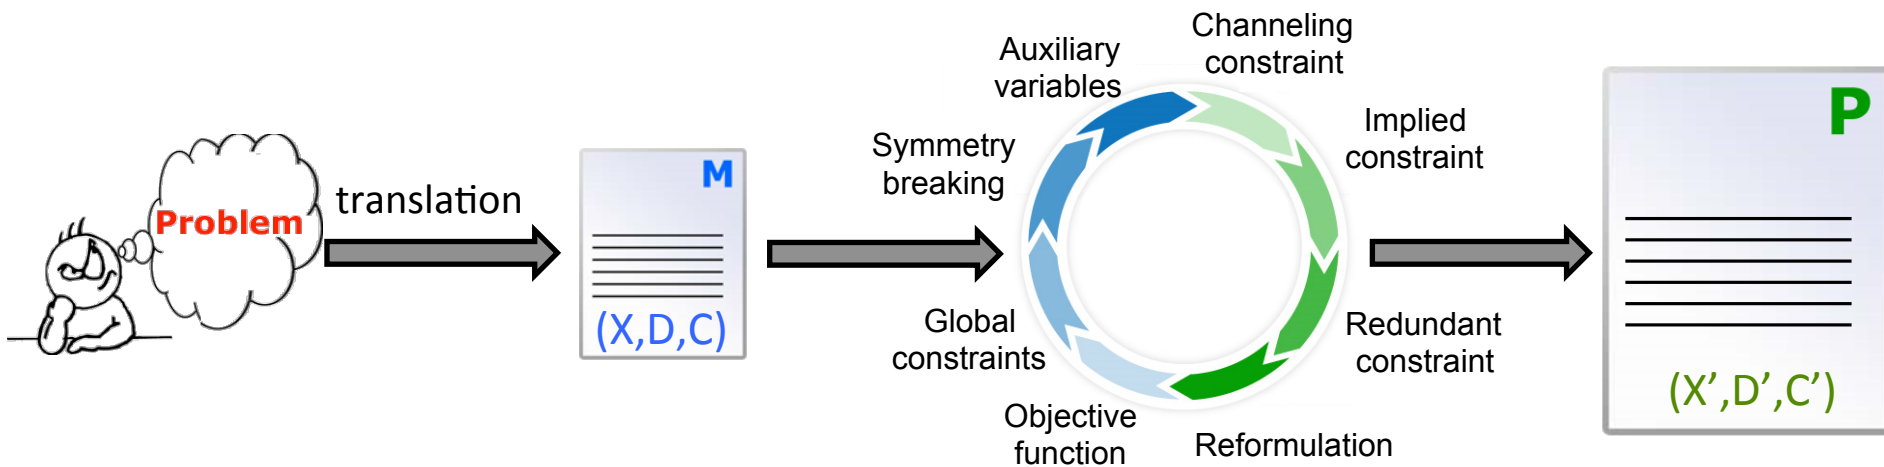 Problem
translation
M
(X,D,C)
Auxiliary
variables
Channeling
constraint
Symmetry
breaking
Implied
constraint
Global
constraints
Redundant
constraint
Objective
function
Reformulation
P
(X’,D’,C’)